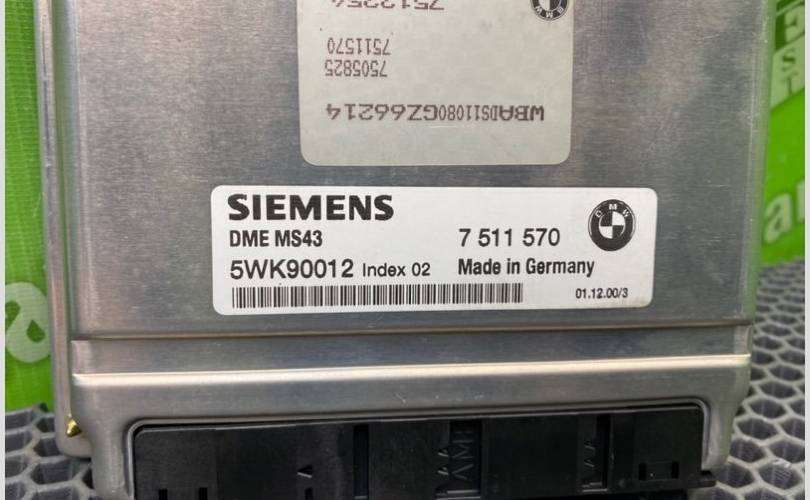 7511570
7505825
WBADS11080GZ66214
SIEMENS
DME MS43 7 511 570
5WK90012 Index 02 Made in Germany
01.12.00/3
BMW